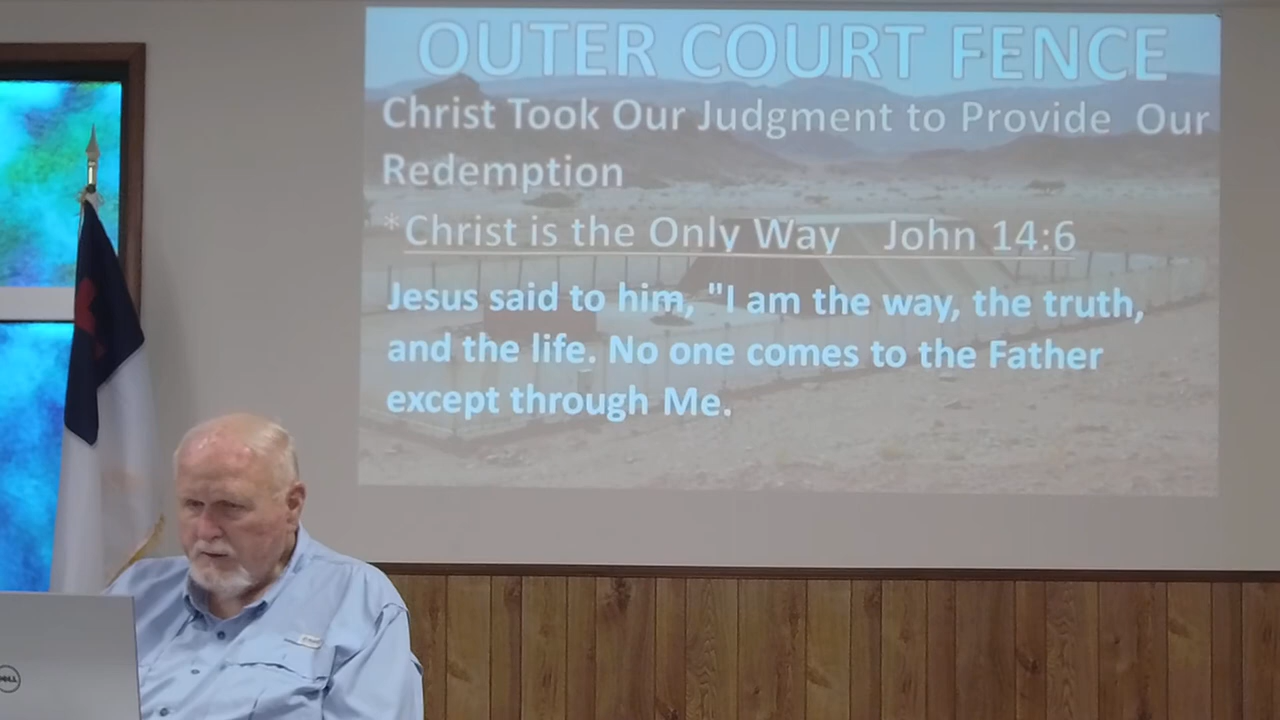 OUTER COURT FENCE
Christ Took Our Judgment to Provide Our
Redemption
*Christ is the Only Way John 14:6
Jesus said to him, "I am the way, the truth,
and the life. No one comes to the Father
except through Me.
DELL